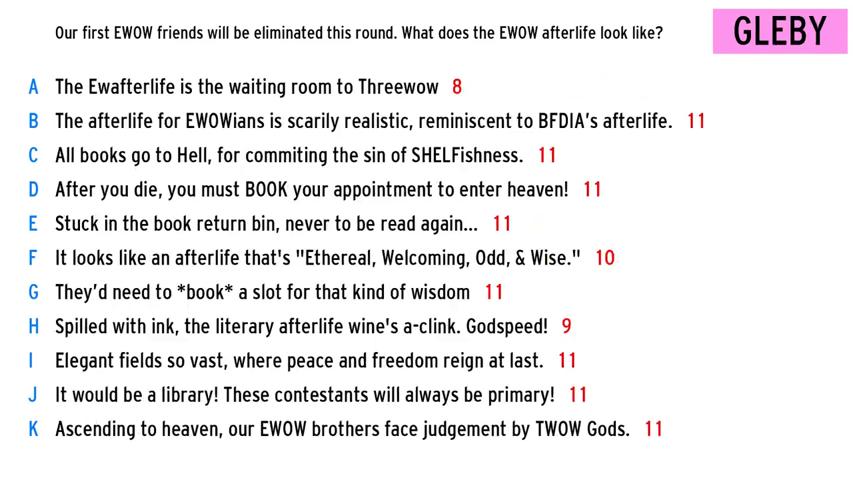 Our first EWOW friends will be eliminated this round. What does the EWOW afterlife look like?
GLEBY
A The Ewafterlife is the waiting room to Threewow 8
B The afterlife for EWOWians is scarily realistic, reminiscent to BFDIA's afterlife. 11
C All books go to Hell, for commiting the sin of SHELFishness. 11
D After you die, you must BOOK your appointment to enter heaven! 11
E Stuck in the book return bin, never to be read again... 11
F It looks like an afterlife that's "Ethereal, Welcoming, Odd, & Wise." 10
G They'd need to *book* a slot for that kind of wisdom 11
H Spilled with ink, the literary afterlife wine's a-clink. Godspeed! 9
I Elegant fields so vast, where peace and freedom reign at last. 11
J It would be a library! These contestants will always be primary! 11
K Ascending to heaven, our EWOW brothers face judgement by TWOW Gods. 11